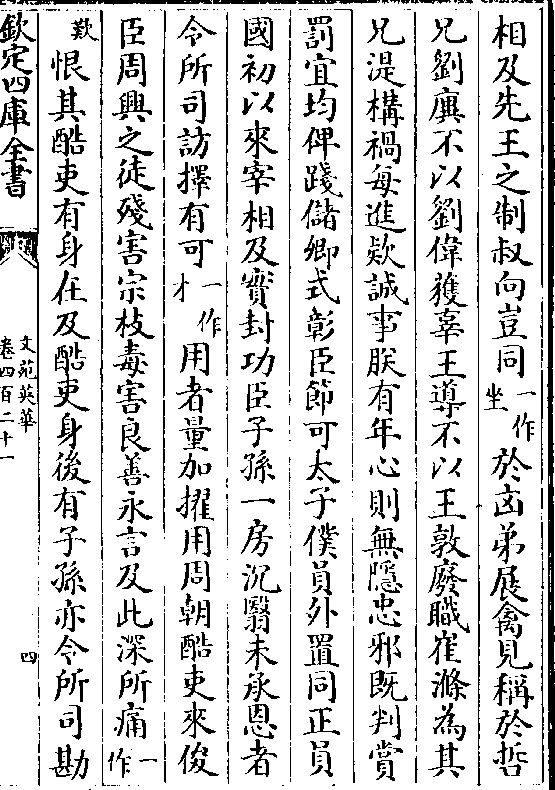 相及先王之制叔向豈同一作坐於凶弟展禽見稱於哲
兄劉廙不以劉偉獲辜王導不以王敦廢職崔滌為其
兄湜構禍每進欵誠事朕有年心則無隱忠邪既判賞
罰宜均俾踐儲卿式彰臣節可太子僕員外置同正員
國初以來宰相及實封功臣子孫一房沉翳未承恩者
令所司訪擇有可一作才用者量加擢用周朝酷吏來俊
臣周興之徒殘害宗枝毒害良善永言及此深所痛一作
歎恨其酷吏有身在及酷吏身後有子孫亦令所司勘
欽定四庫全書
文苑英華
卷四百二十一
四